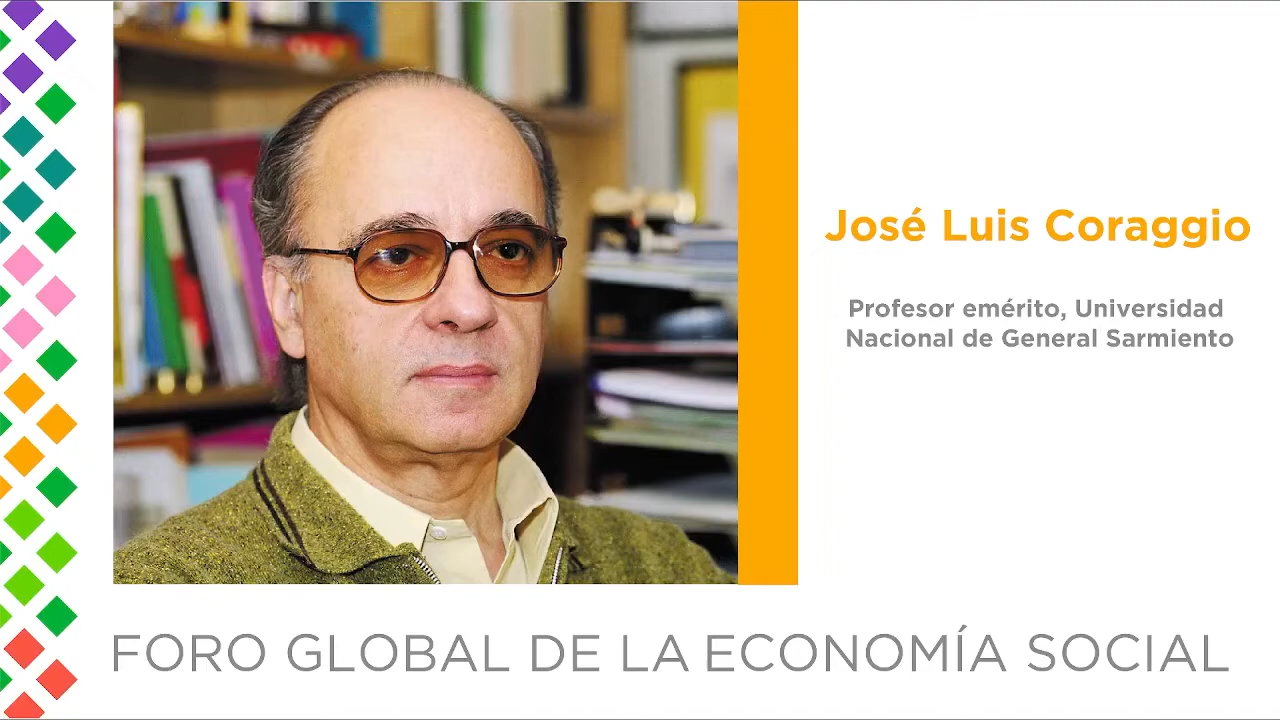 José Luis Coraggio
Profesor emérito, Universidad
Nacional de General Sarmiento
FORO GLOBAL DE LA ECONOMÍA SOCIAL